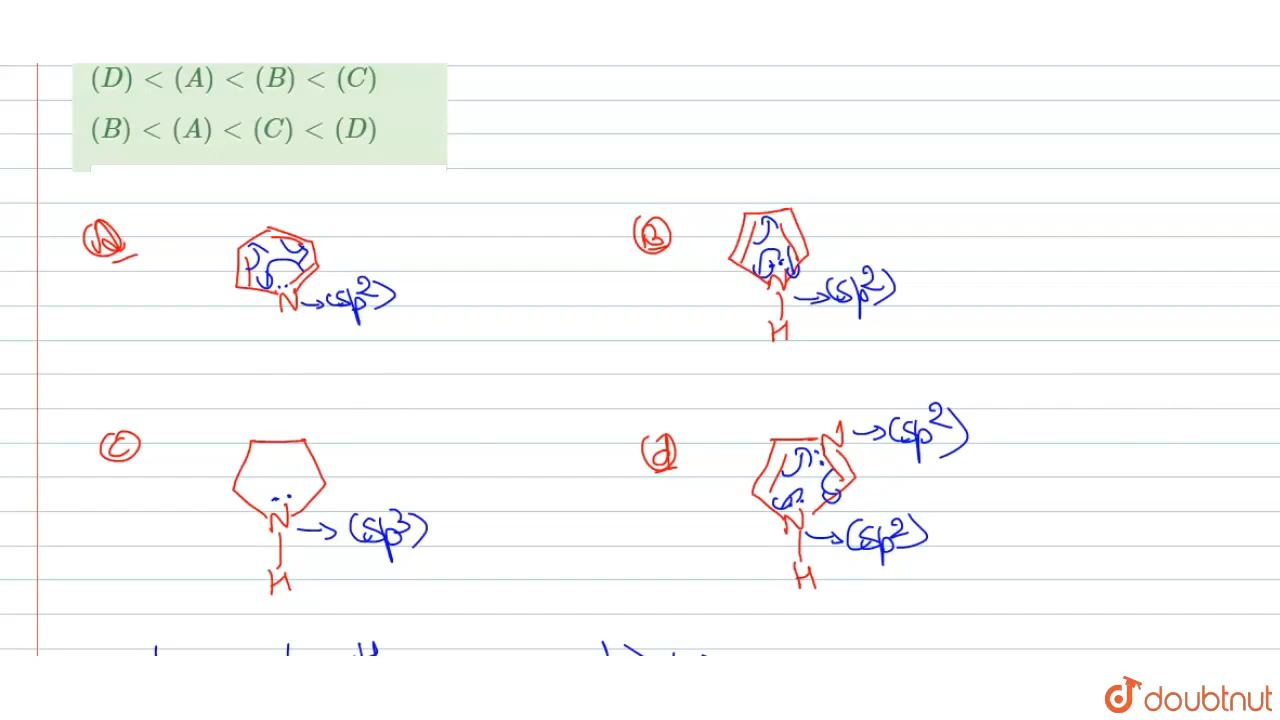 (D) < (A) < (B) < (C)
(B) < (A) < (C) < (D)
(A)
(B)
N → (sp²)
N → (sp²)
H
H
(C)
(d)
N → (sp²)
N → (sp³)
N → (sp²)
H
H
doubtnut